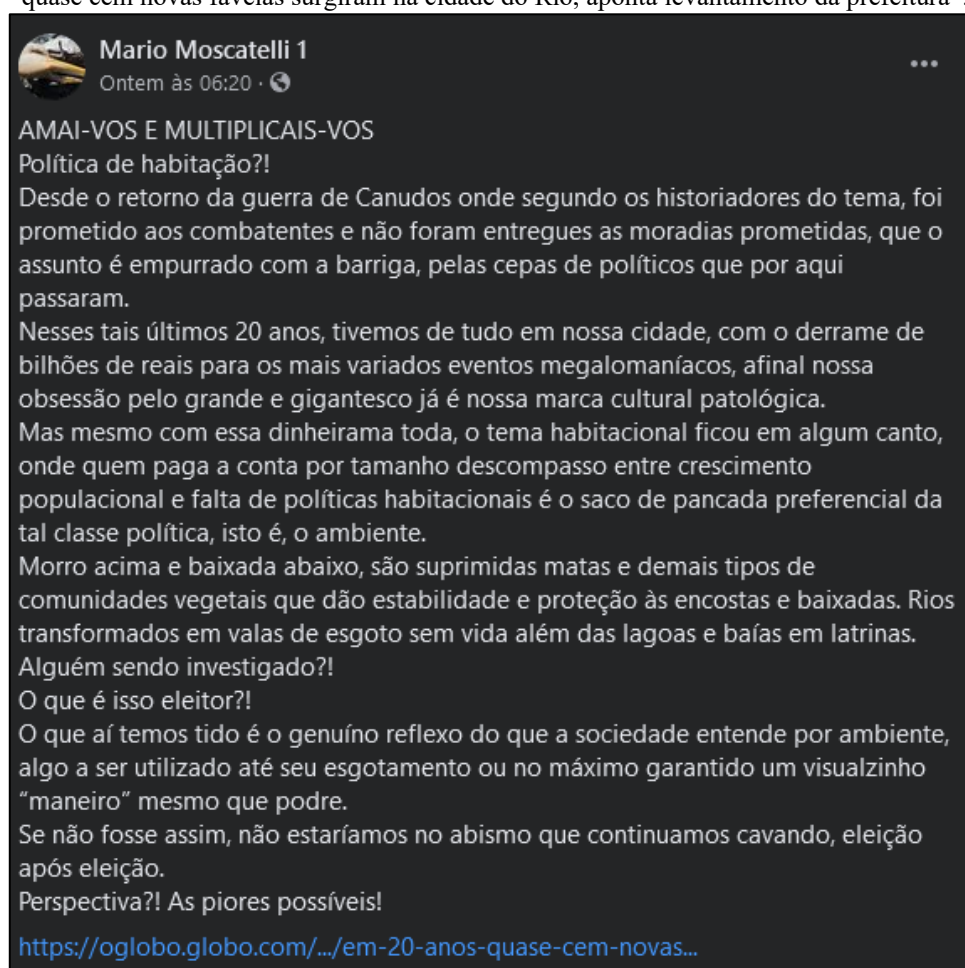 quase cem novas favelas surgiram na cidade do Rio, aponta levantamento da prefeitura
Mario Moscatelli 1
Ontem às 06:20 ·
AMAI-VOS E MULTIPLICAIS-VOS
Política de habitação?!
Desde o retorno da guerra de Canudos onde segundo os historiadores do tema, foi
prometido aos combatentes e não foram entregues as moradias prometidas, que o
assunto é empurrado com a barriga, pelas cepas de políticos que por aqui
passaram.
Nesses tais últimos 20 anos, tivemos de tudo em nossa cidade, com o derrame de
bilhões de reais para os mais variados eventos megalomaníacos, afinal nossa
obsessão pelo grande e gigantesco já é nossa marca cultural patológica.
Mas mesmo com essa dinheirama toda, o tema habitacional ficou em algum canto,
onde quem paga a conta por tamanho descompasso entre crescimento
populacional e falta de políticas habitacionais é o saco de pancada preferencial da
tal classe política, isto é, o ambiente.
Morro acima e baixada abaixo, são suprimidas matas e demais tipos de
comunidades vegetais que dão estabilidade e proteção às encostas e baixadas. Rios
transformados em valas de esgoto sem vida além das lagoas e baías em latrinas.
Alguém sendo investigado?!
O que é isso eleitor?!
O que aí temos tido é o genuíno reflexo do que a sociedade entende por ambiente,
algo a ser utilizado até seu esgotamento ou no máximo garantido um visualzinho
“maneiro” mesmo que podre.
Se não fosse assim, não estaríamos no abismo que continuamos cavando, eleição
após eleição.
Perspectiva?! As piores possíveis!
https://oglobo.globo.com/.../em-20-anos-quase-cem-novas...